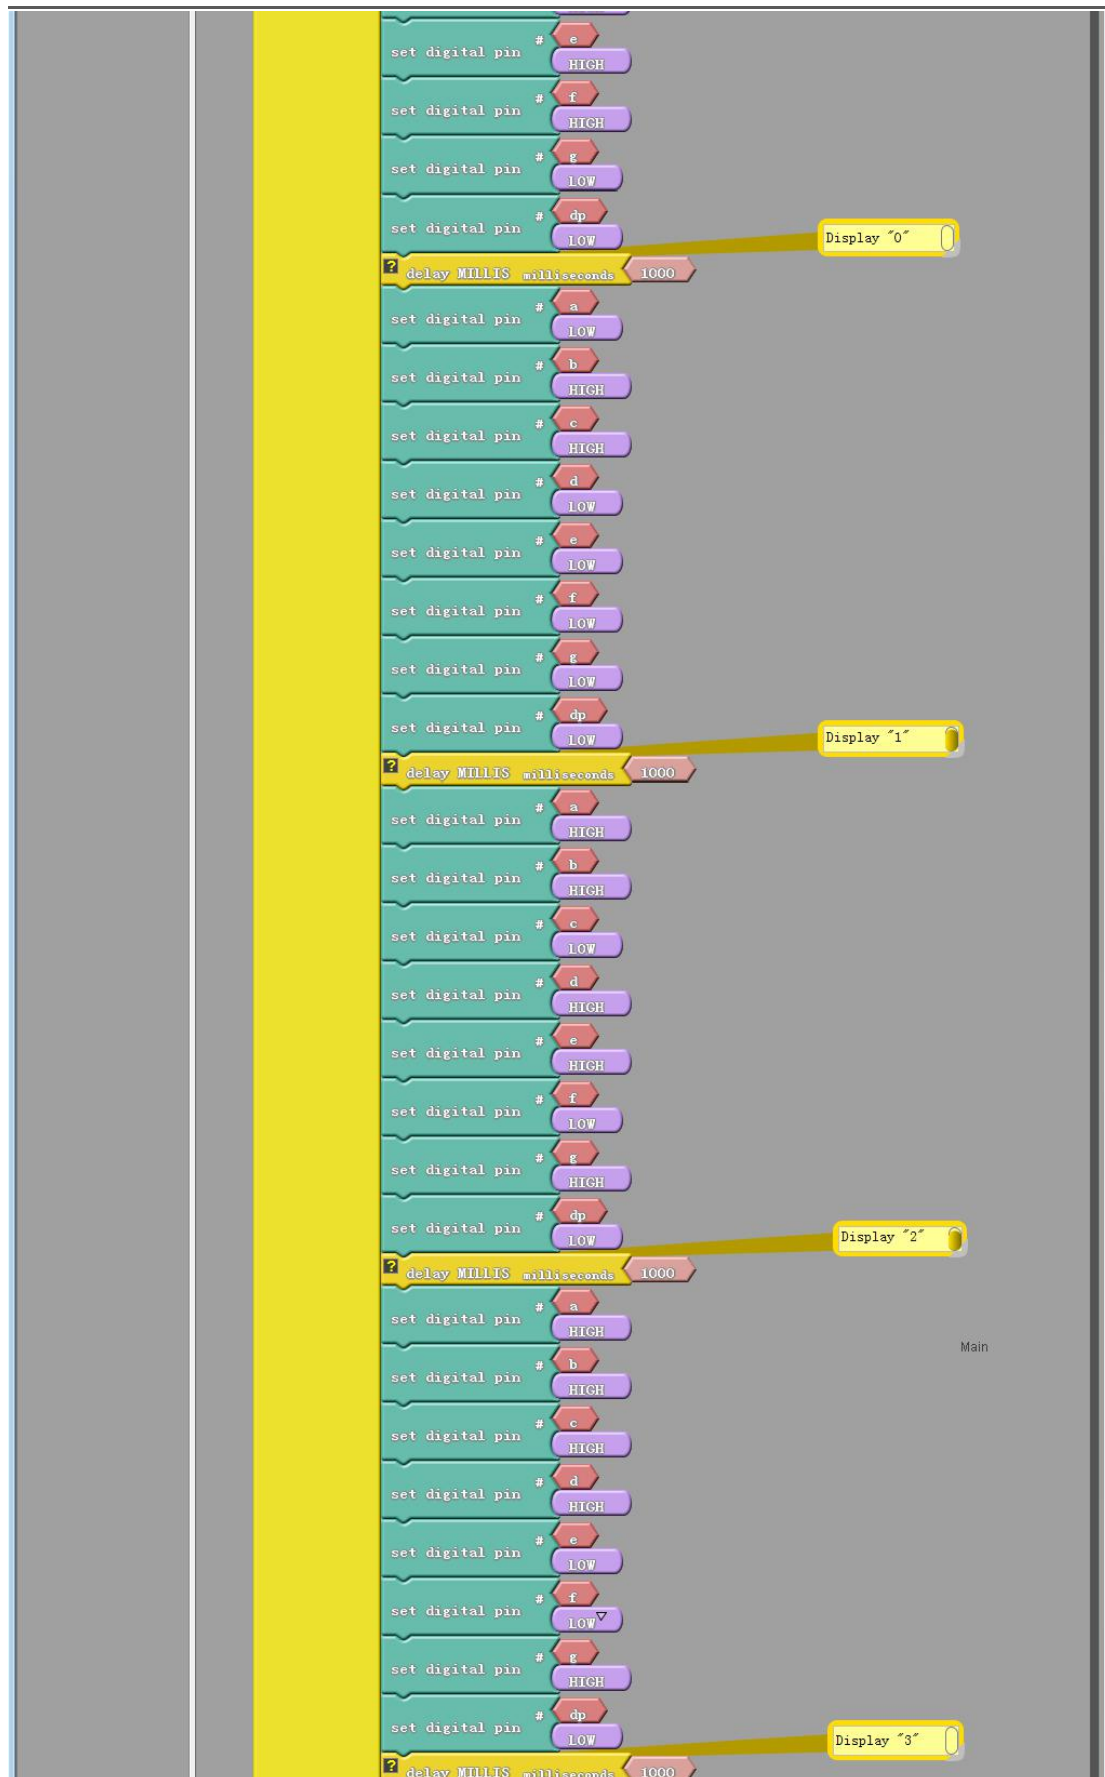 # e
set digital pin
HIGH
# f
set digital pin
HIGH
# g
set digital pin
LOW
# dp
set digital pin
LOW
Display "0"
? delay MILLIS milliseconds 1000
# a
set digital pin
LOW
# b
set digital pin
HIGH
# c
set digital pin
HIGH
# d
set digital pin
LOW
# e
set digital pin
LOW
# f
set digital pin
LOW
# g
set digital pin
LOW
# dp
set digital pin
LOW
Display "1"
? delay MILLIS milliseconds 1000
# a
set digital pin
HIGH
# b
set digital pin
HIGH
# c
set digital pin
LOW
# d
set digital pin
HIGH
# e
set digital pin
HIGH
# f
set digital pin
LOW
# g
set digital pin
HIGH
# dp
set digital pin
LOW
Display "2"
? delay MILLIS milliseconds 1000
# a
set digital pin
HIGH
Main
# b
set digital pin
HIGH
# c
set digital pin
HIGH
# d
set digital pin
HIGH
# e
set digital pin
LOW
# f
set digital pin
LOW
# g
set digital pin
HIGH
# dp
set digital pin
LOW
Display "3"
? delay MILLIS milliseconds 1000